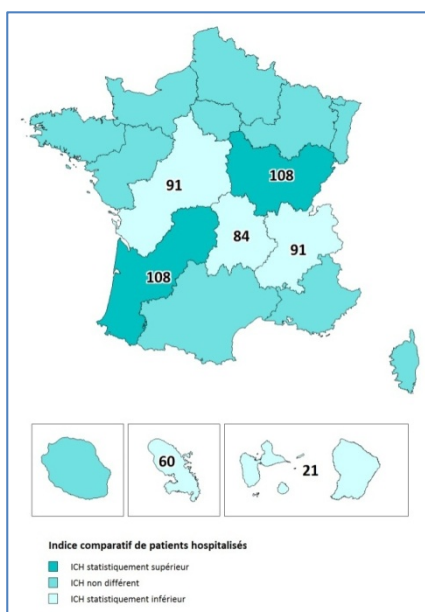 108
91
84
91
108
60
21
Indice comparatif de patients hospitalisés
ICH statistiquement supérieur
ICH non différent
ICH statistiquement inférieur